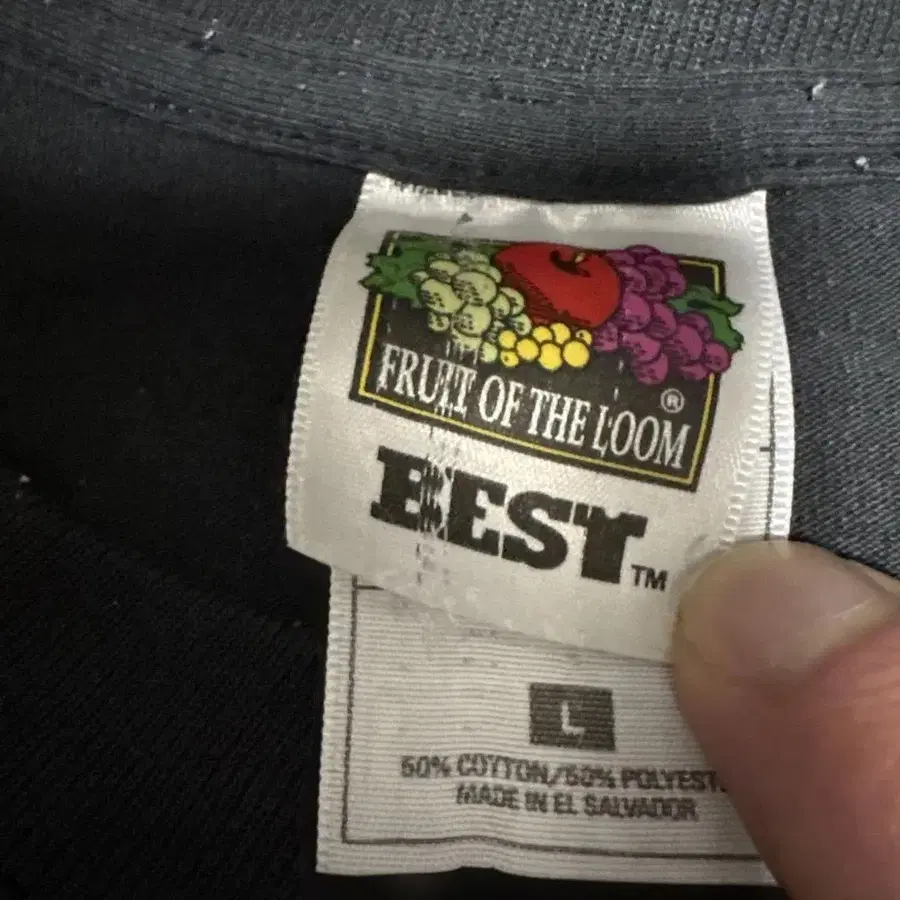 FRUIT OF THE LOOM ®
BEST™
L
50% COTTON/50% POLYEST
MADE IN EL SALVADOR